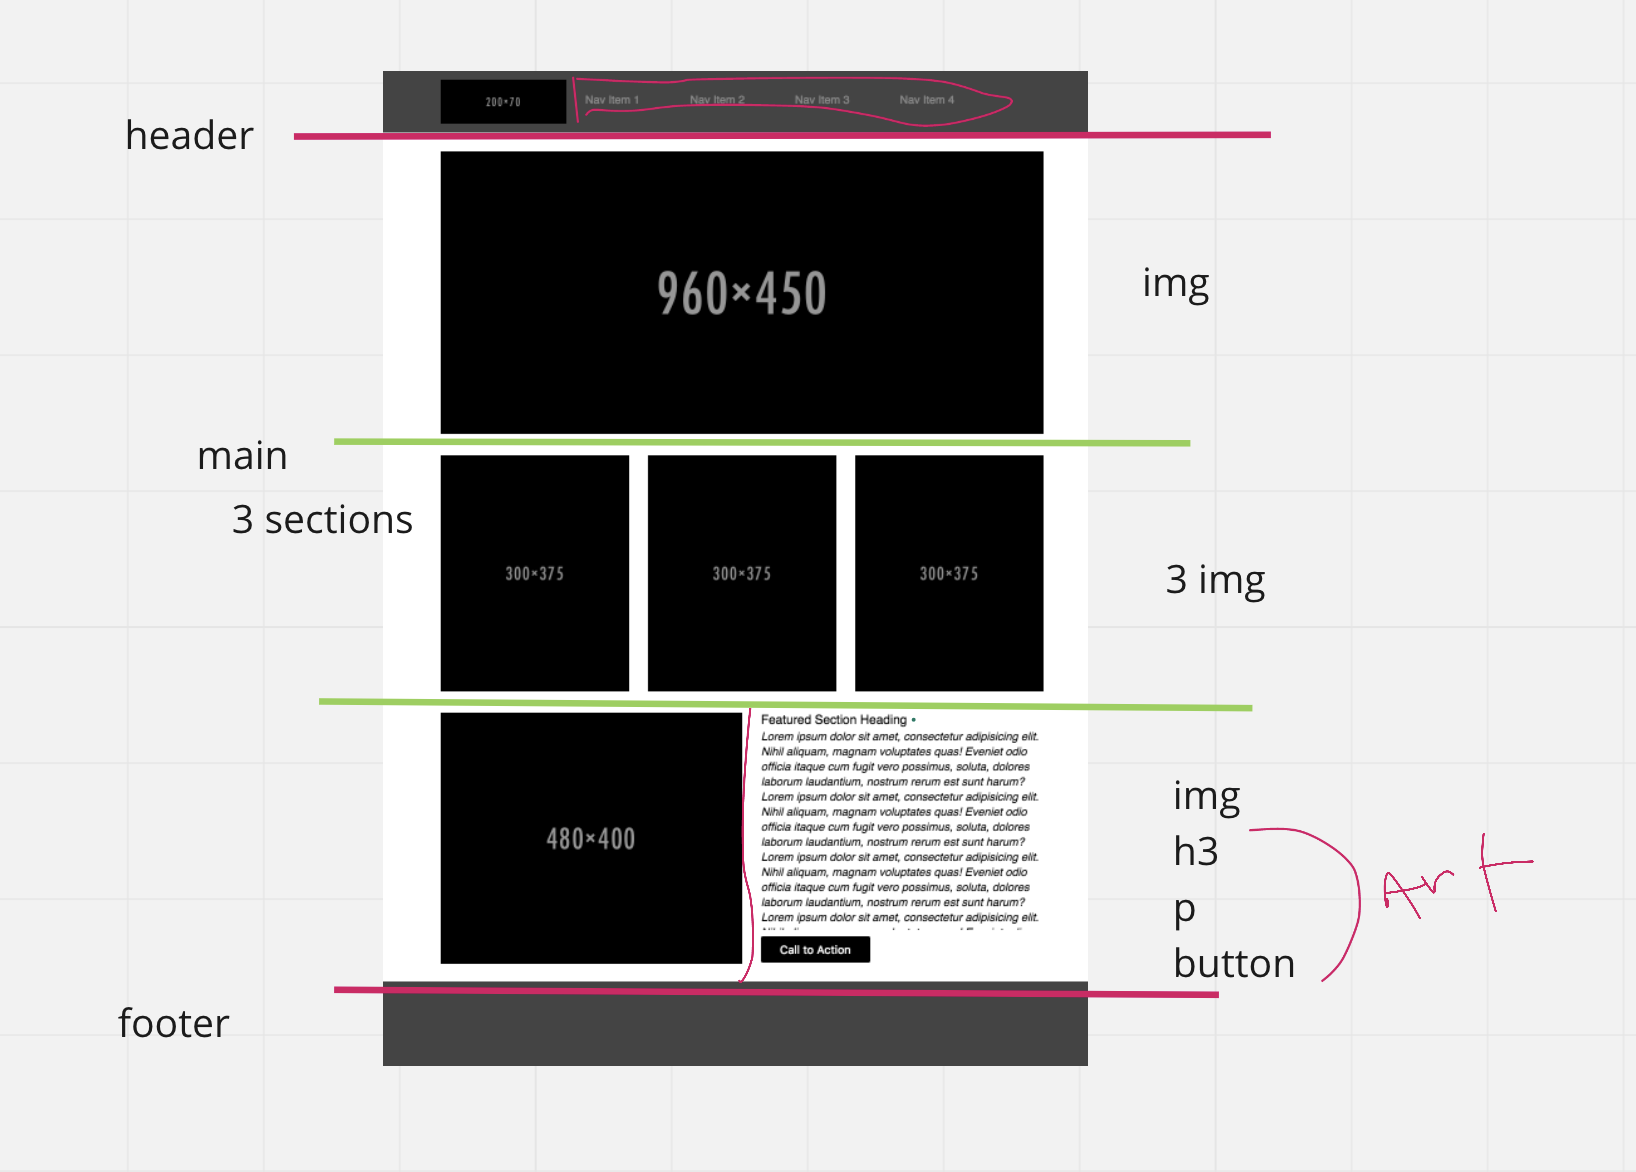 200×70
Nav Item 1 Nav Item 2 Nav Item 3 Nav Item 4
header
960×450
img
main
3 sections
300×375 300×375 300×375
3 img
480×400
Featured Section Heading •
Lorem ipsum dolor sit amet, consectetur adipisicing elit.
Nihil aliquam, magnam voluptates quas! Eveniet odio
officia itaque cum fugit vero possimus, soluta, dolores
laborum laudantium, nostrum rerum est sunt harum?
Lorem ipsum dolor sit amet, consectetur adipisicing elit.
Nihil aliquam, magnam voluptates quas! Eveniet odio
officia itaque cum fugit vero possimus, soluta, dolores
laborum laudantium, nostrum rerum est sunt harum?
Lorem ipsum dolor sit amet, consectetur adipisicing elit.
Nihil aliquam, magnam voluptates quas! Eveniet odio
officia itaque cum fugit vero possimus, soluta, dolores
laborum laudantium, nostrum rerum est sunt harum?
Lorem ipsum dolor sit amet, consectetur adipisicing elit.
Call to Action
img
h3
p
button
Art
footer